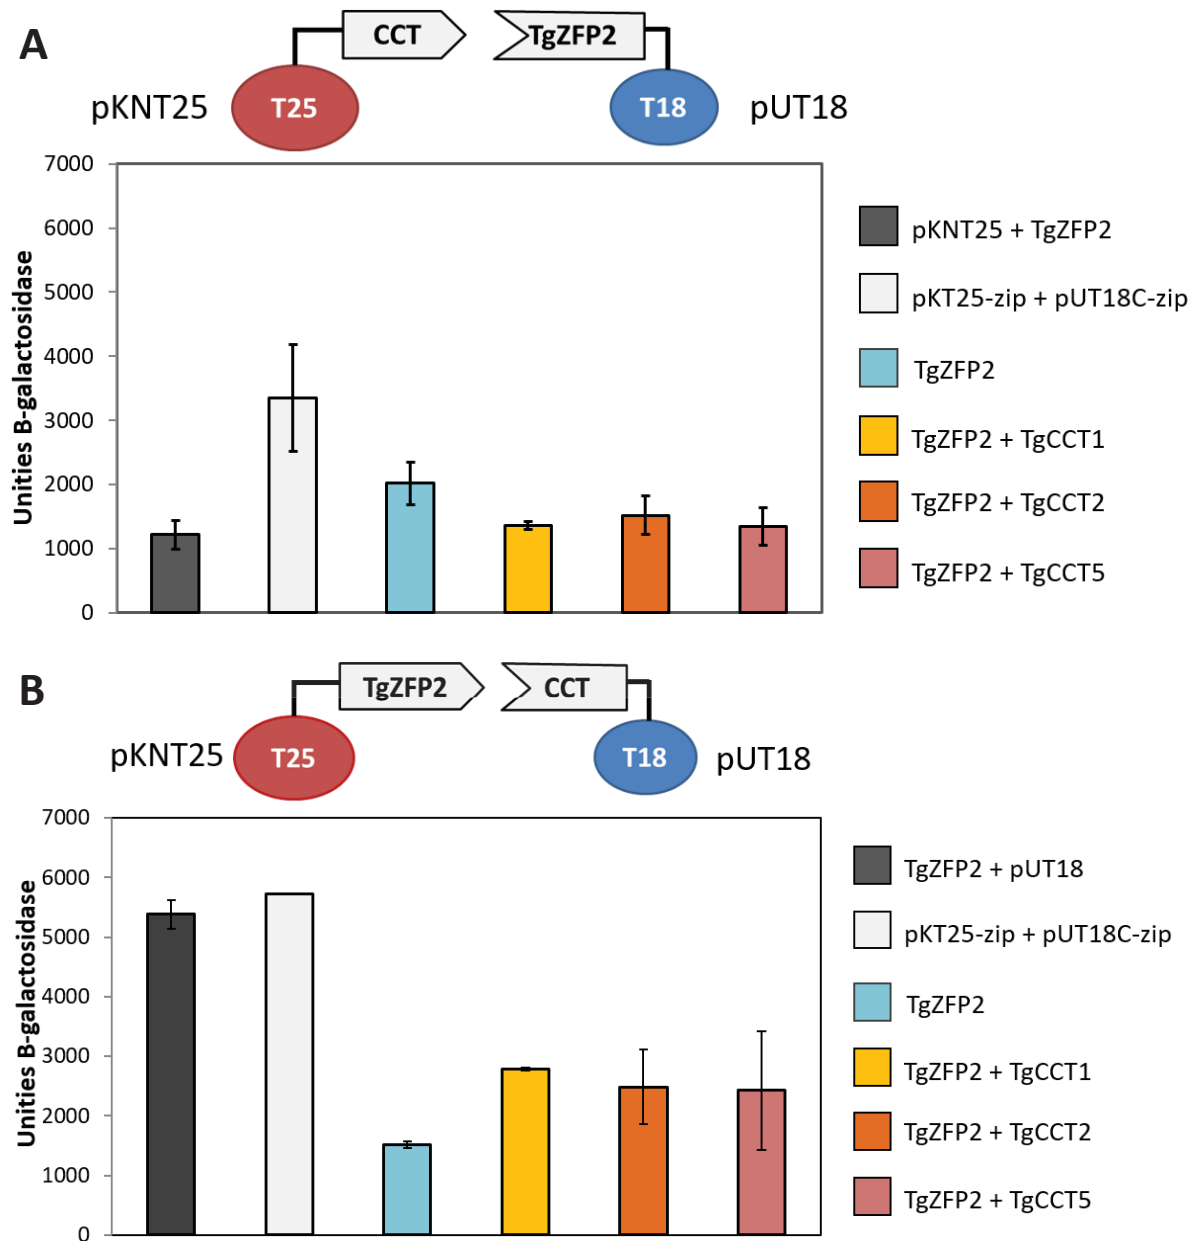 A
CCT
TgZFP2
pKNT25
T25
T18
pUT18
7000
6000
5000
4000
3000
2000
1000
0
Unities B-galactosidase
pKNT25 + TgZFP2
pKT25-zip + pUT18C-zip
TgZFP2
TgZFP2 + TgCCT1
TgZFP2 + TgCCT2
TgZFP2 + TgCCT5
B
TgZFP2
CCT
pKNT25
T25
T18
pUT18
7000
6000
5000
4000
3000
2000
1000
0
Unities B-galactosidase
TgZFP2 + pUT18
pKT25-zip + pUT18C-zip
TgZFP2
TgZFP2 + TgCCT1
TgZFP2 + TgCCT2
TgZFP2 + TgCCT5